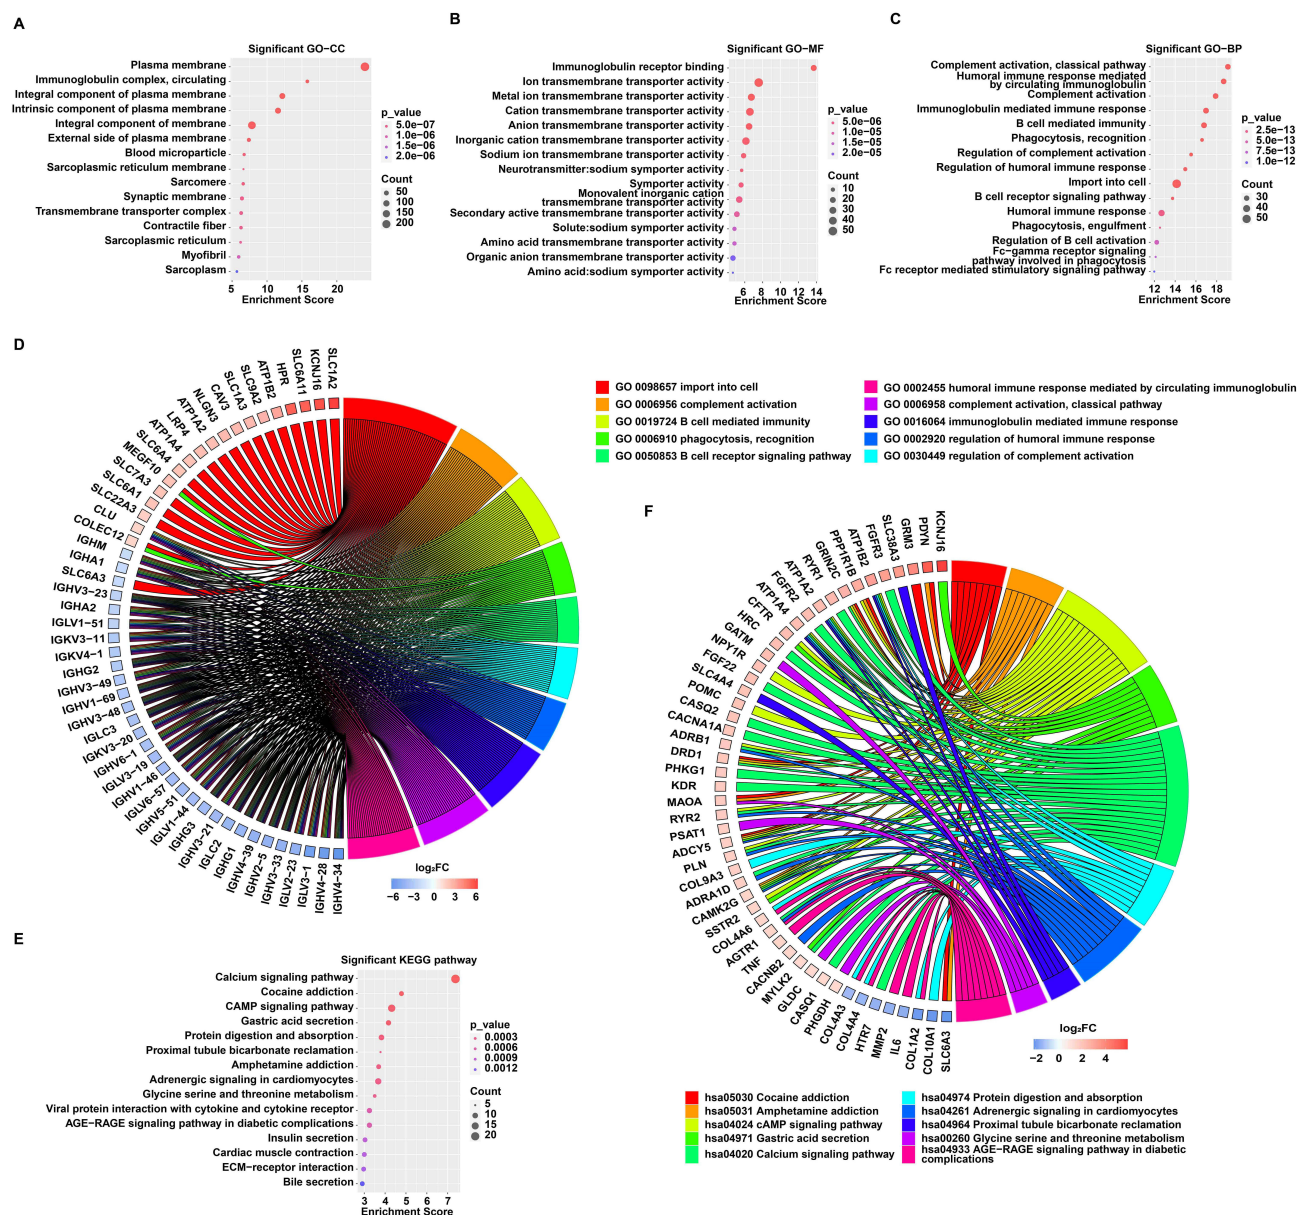 A
Significant GO−CC
Plasma membrane
Immunoglobulin complex, circulating
Integral component of plasma membrane
Intrinsic component of plasma membrane
Integral component of membrane
External side of plasma membrane
Blood microparticle
Sarcoplasmic reticulum membrane
Sarcomere
Synaptic membrane
Transmembrane transporter complex
Contractile fiber
Sarcoplasmic reticulum
Myofibril
Sarcoplasm
5 10 15 20
Enrichment Score
p_value
5.0e−07
1.0e−06
1.5e−06
2.0e−06
Count
50
100
150
200
B
Significant GO−MF
Immunoglobulin receptor binding
Ion transmembrane transporter activity
Metal ion transmembrane transporter activity
Cation transmembrane transporter activity
Anion transmembrane transporter activity
Inorganic cation transmembrane transporter activity
Sodium ion transmembrane transporter activity
Neurotransmitter:sodium symporter activity
Symporter activity
Monovalent inorganic cation
transmembrane transporter activity
Secondary active transmembrane transporter activity
Solute:sodium symporter activity
Amino acid transmembrane transporter activity
Organic anion transmembrane transporter activity
Amino acid:sodium symporter activity
6 8 10 12 14
Enrichment Score
p_value
5.0e−06
1.0e−05
1.5e−05
2.0e−05
Count
10
20
30
40
50
C
Significant GO−BP
Complement activation, classical pathway
Humoral immune response mediated
by circulating immunoglobulin
Complement activation
Immunoglobulin mediated immune response
B cell mediated immunity
Phagocytosis, recognition
Regulation of complement activation
Regulation of humoral immune response
Import into cell
B cell receptor signaling pathway
Humoral immune response
Phagocytosis, engulfment
Regulation of B cell activation
Fc−gamma receptor signaling
pathway involved in phagocytosis
Fc receptor mediated stimulatory signaling pathway
12 14 16 18
Enrichment Score
p_value
2.5e−13
5.0e−13
7.5e−13
1.0e−12
Count
30
40
50
D
SLC1A2
KCNJ16
SLC6A11
HPR
ATP1B2
SLC9A2
SLC1A3
CAV3
NLGN3
ATP1A2
LRP4
ATP1A4
SLC6A4
MEGF10
SLC7A3
SLC6A1
SLC22A3
CLU
COLEC12
IGHM
IGHA1
SLC6A3
IGHV3−23
IGHA2
IGLV1−51
IGKV3−11
IGKV4−1
IGHG2
IGHV3−49
IGHV1−69
IGHV3−48
IGLC3
IGKV3−20
IGHV6−1
IGLV3−19
IGHV1−46
IGLV6−57
IGHV5−51
IGLV1−44
IGHG3
IGHV3−21
IGLC2
IGHG1
IGHV4−39
IGHV2−5
IGHV3−33
IGLV2−23
IGLV3−1
IGHV4−28
IGHV4−34
log₂FC
−6 −3 0 3 6
GO 0098657 import into cell
GO 0006956 complement activation
GO 0019724 B cell mediated immunity
GO 0006910 phagocytosis, recognition
GO 0050853 B cell receptor signaling pathway
GO 0002455 humoral immune response mediated by circulating immunoglobulin
GO 0006958 complement activation, classical pathway
GO 0016064 immunoglobulin mediated immune response
GO 0002920 regulation of humoral immune response
GO 0030449 regulation of complement activation
E
Significant KEGG pathway
Calcium signaling pathway
Cocaine addiction
CAMP signaling pathway
Gastric acid secretion
Protein digestion and absorption
Proximal tubule bicarbonate reclamation
Amphetamine addiction
Adrenergic signaling in cardiomyocytes
Glycine serine and threonine metabolism
Viral protein interaction with cytokine and cytokine receptor
AGE−RAGE signaling pathway in diabetic complications
Insulin secretion
Cardiac muscle contraction
ECM−receptor interaction
Bile secretion
3 4 5 6 7
Enrichment Score
p_value
0.0003
0.0006
0.0009
0.0012
Count
5
10
15
20
F
KCNJ16
PDYN
GRM3
SLC38A3
FGFR3
ATP1B2
PPP1R1B
GRIN2C
RYR1
ATP1A2
FGFR2
ATP1A4
CFTR
HRC
GATM
NPY1R
FGF22
SLC4A4
POMC
CASQ2
CACNA1A
ADRB1
DRD1
PHKG1
KDR
MAOA
RYR2
PSAT1
ADCY5
PLN
COL9A3
ADRA1D
CAMK2G
SSTR2
COL4A6
AGTR1
TNF
CACNB2
MYLK2
GLDC
CASQ1
PHGDH
COL4A3
COL4A4
HTR7
MMP2
IL6
COL1A2
COL10A1
SLC6A3
log₂FC
−2 0 2 4
hsa05030 Cocaine addiction
hsa05031 Amphetamine addiction
hsa04024 cAMP signaling pathway
hsa04971 Gastric acid secretion
hsa04020 Calcium signaling pathway
hsa04974 Protein digestion and absorption
hsa04261 Adrenergic signaling in cardiomyocytes
hsa04964 Proximal tubule bicarbonate reclamation
hsa00260 Glycine serine and threonine metabolism
hsa04933 AGE−RAGE signaling pathway in diabetic
complications